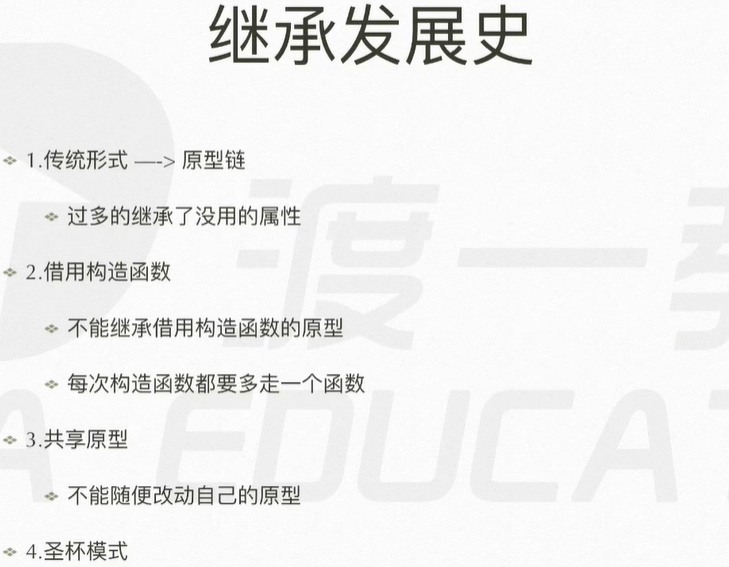 继承发展史
1.传统形式 —-> 原型链
过多的继承了没用的属性
2.借用构造函数
不能继承借用构造函数的原型
每次构造函数都要多走一个函数
3.共享原型
不能随便改动自己的原型
4.圣杯模式
渡一教
A EDUCAT